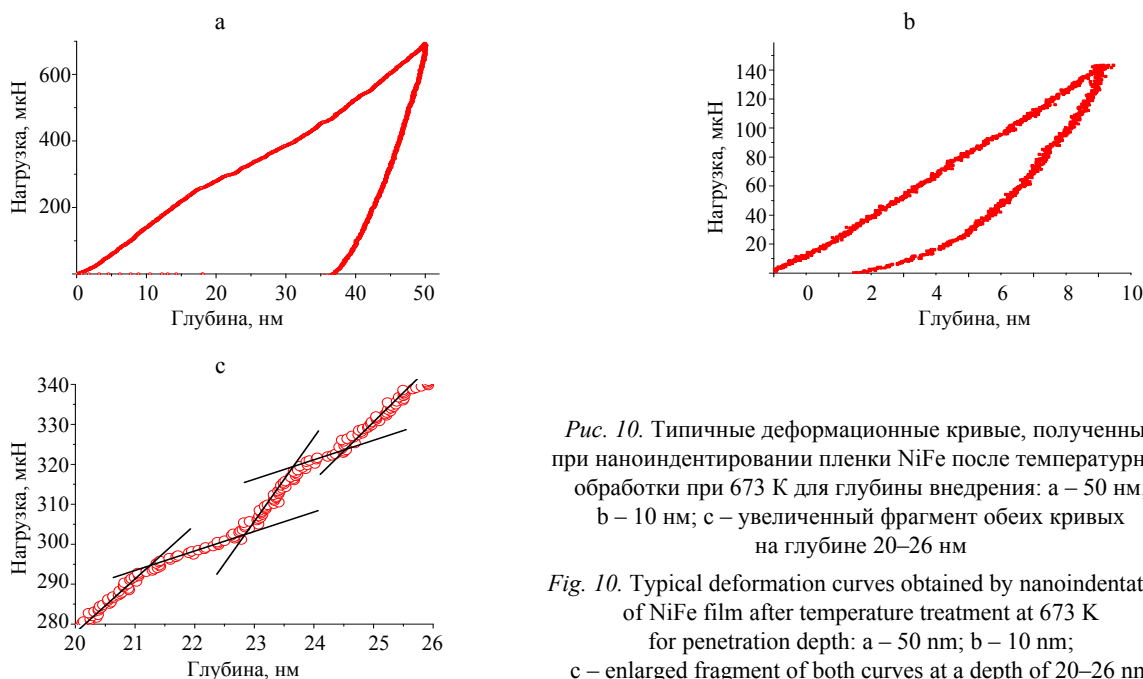 a
Нагрузка, мкН
600
400
200
0
10
20
30
40
50
Глубина, нм
b
Нагрузка, мкН
140
120
100
80
60
40
20
0
2
4
6
8
10
Глубина, нм
c
Нагрузка, мкН
340
330
320
310
300
290
280
20
21
22
23
24
25
26
Глубина, нм
Рис. 10. Типичные деформационные кривые, полученны
при наноиндентировании пленки NiFe после температурн
обработки при 673 К для глубины внедрения: a – 50 нм
b – 10 нм; c – увеличенный фрагмент обеих кривых
на глубине 20–26 нм
Fig. 10. Typical deformation curves obtained by nanoindentat
of NiFe film after temperature treatment at 673 K
for penetration depth: a – 50 nm; b – 10 nm;
c – enlarged fragment of both curves at a depth of 20–26 nm